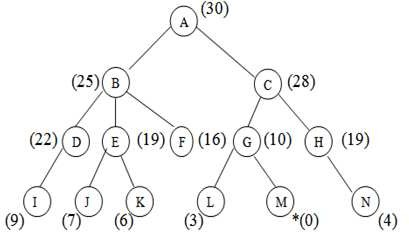 A (30)
(25) B C (28)
(22) D E (19) F (16) G (10) H (19)
I J K L M N
(9) (7) (6) (3) *(0) (4)